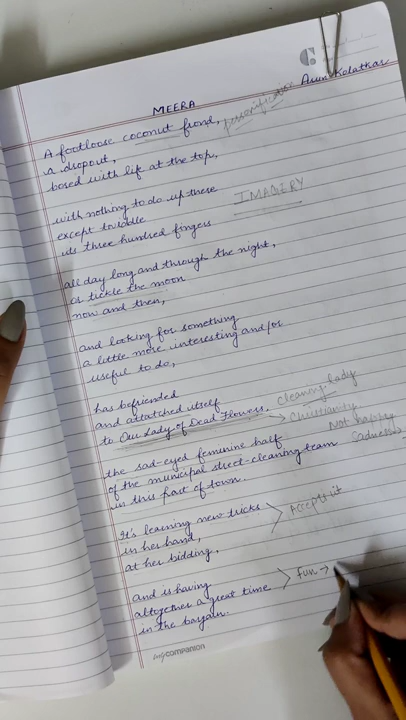 MEERA
Arun Kolatkar
A footloose coconut frond, personification
a dropout,
bored with life at the top,
with nothing to do up there IMAGERY
except twiddle
its three hundred fingers
all day long and through the night,
or tickle the moon
now and then,
and looking for something
a little more interesting and/or
useful to do,
has befriended
and attatched itself cleaning lady
to Our Lady of Dead Flowers, → Christianity
the sad-eyed feminine half Not happy
of the municipal street-cleaning team Sadness
in this part of town.
It's learning new tricks
in her hand, Accepts it
at her bidding,
and is having
altogether a great time Fun →
in the bargain.
mycompanion